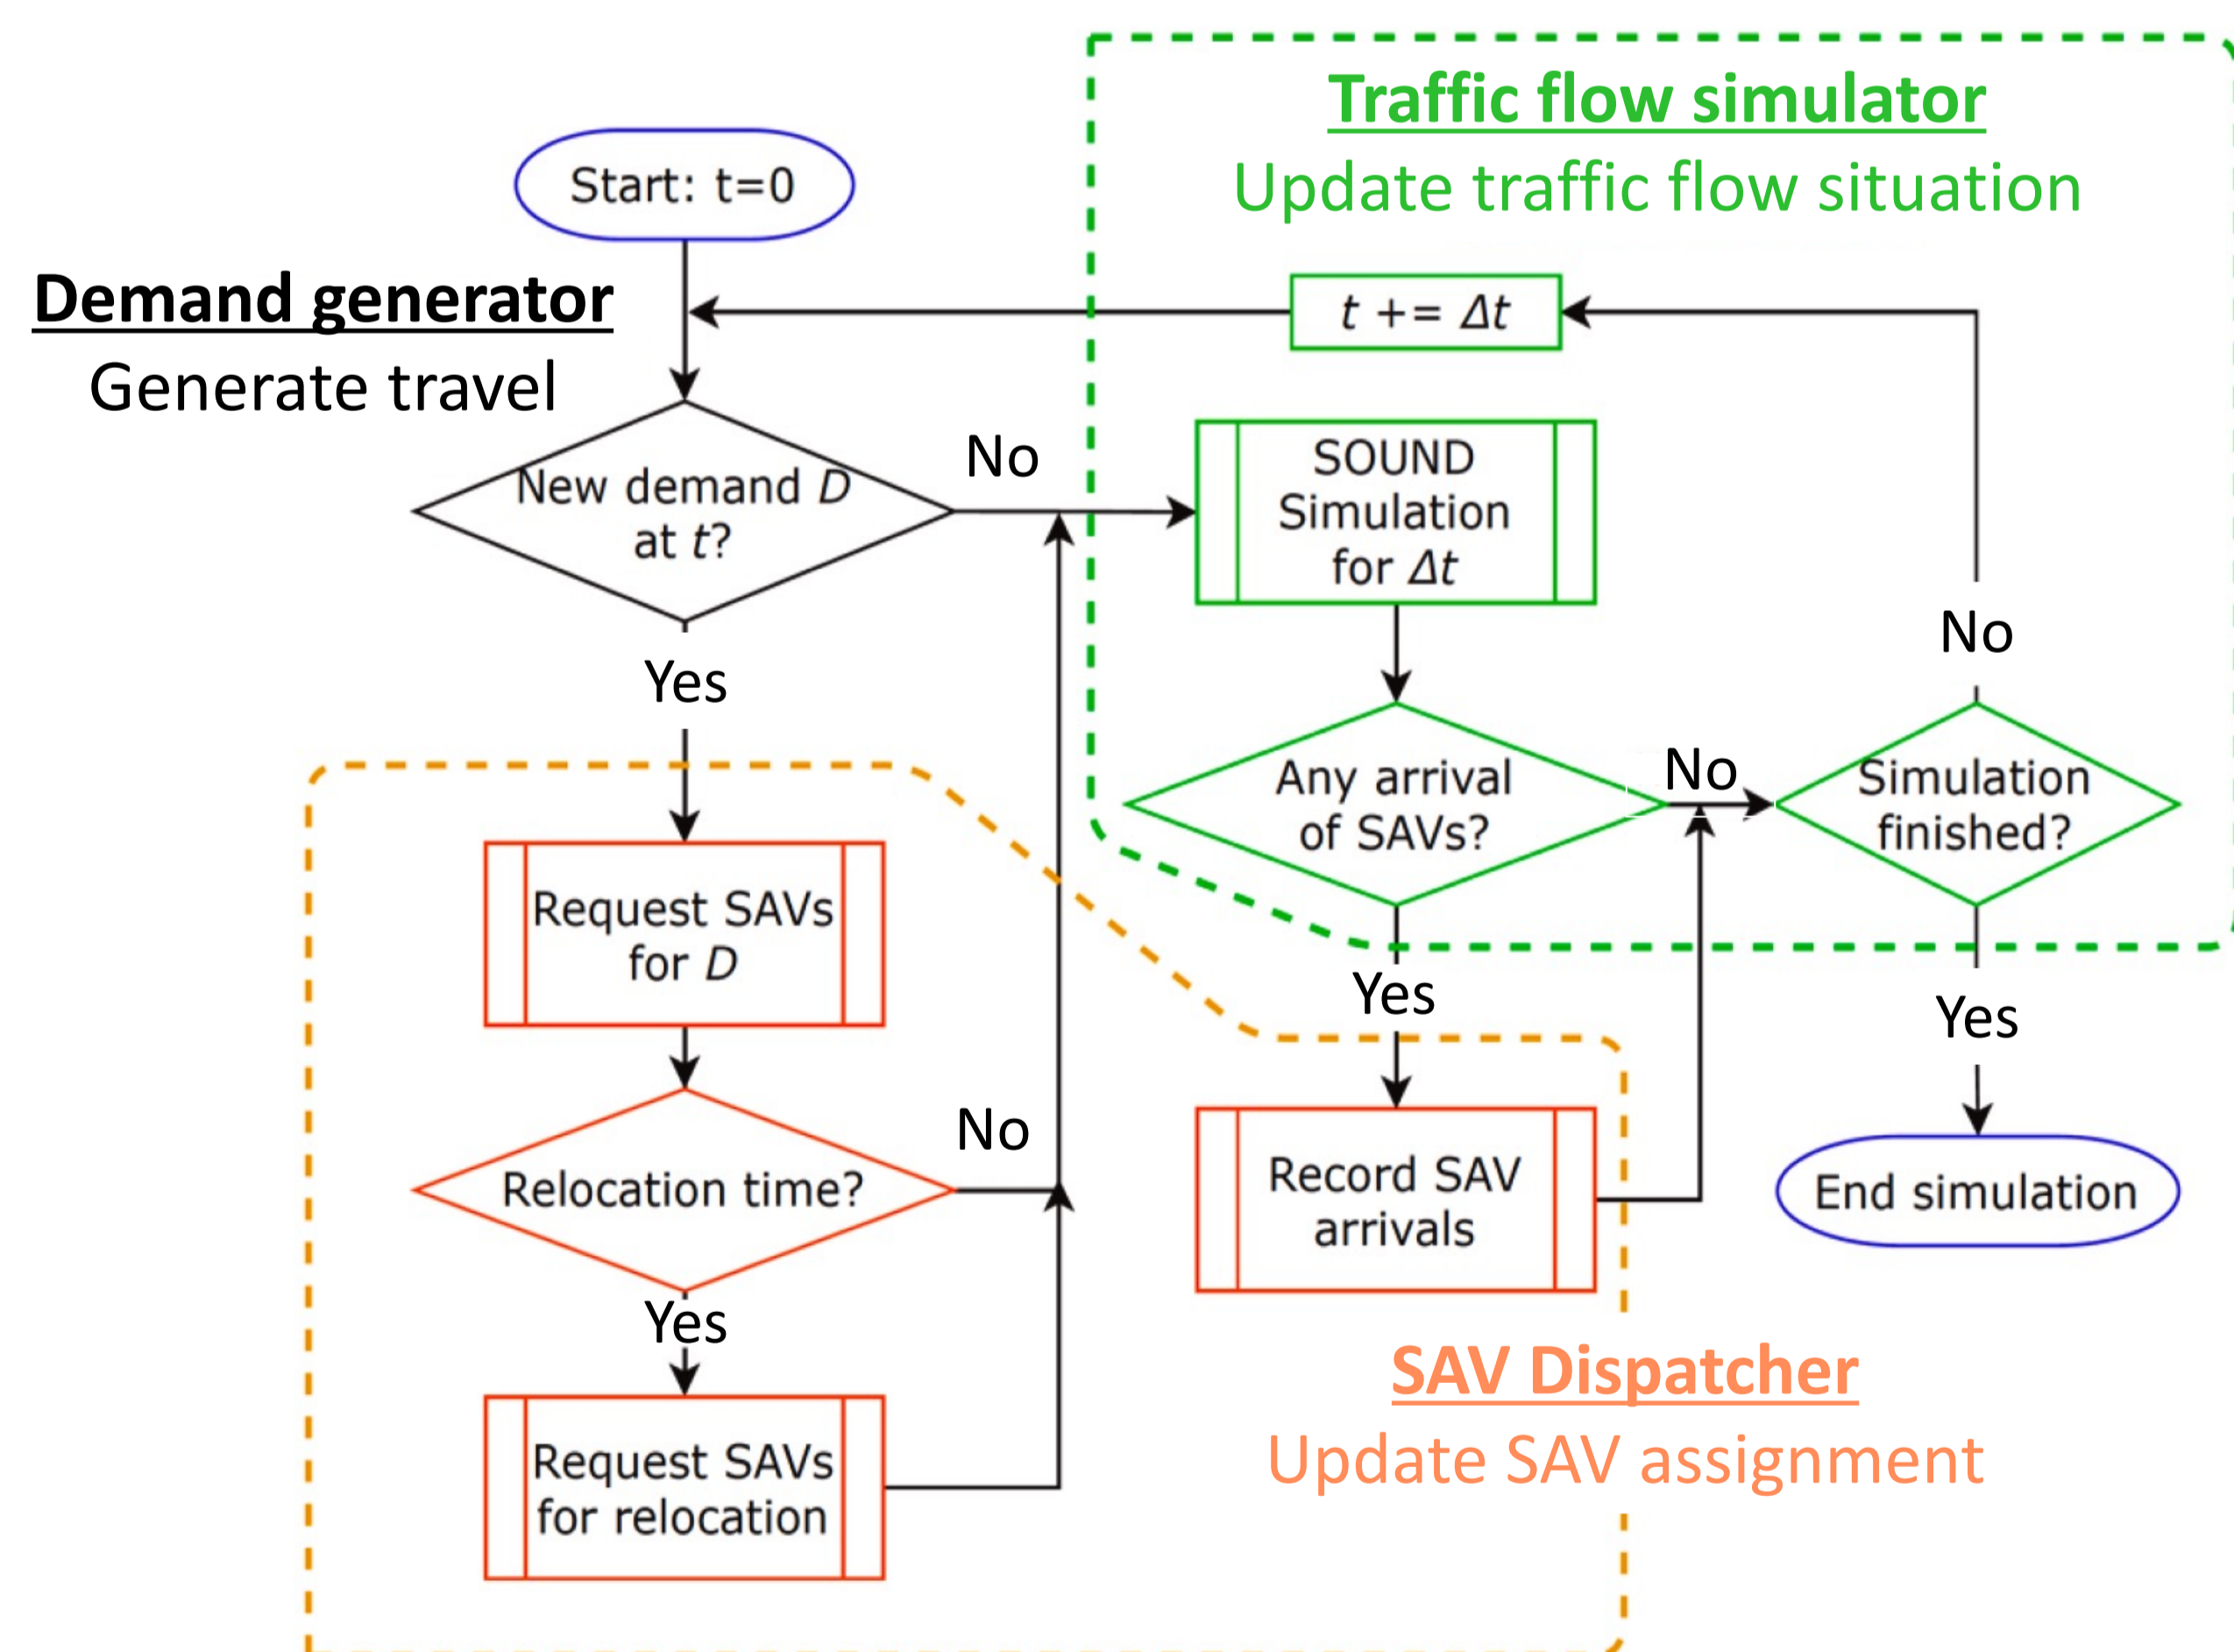 Traffic flow simulator
Update traffic flow situation
Start: t=0
Demand generator
Generate travel
t += Δt
New demand D
at t?
No
SOUND
Simulation
for Δt
Yes
No
Any arrival
of SAVs?
No
Simulation
finished?
Request SAVs
for D
Yes
Yes
Relocation time?
No
Record SAV
arrivals
End simulation
Yes
Request SAVs
for relocation
SAV Dispatcher
Update SAV assignment